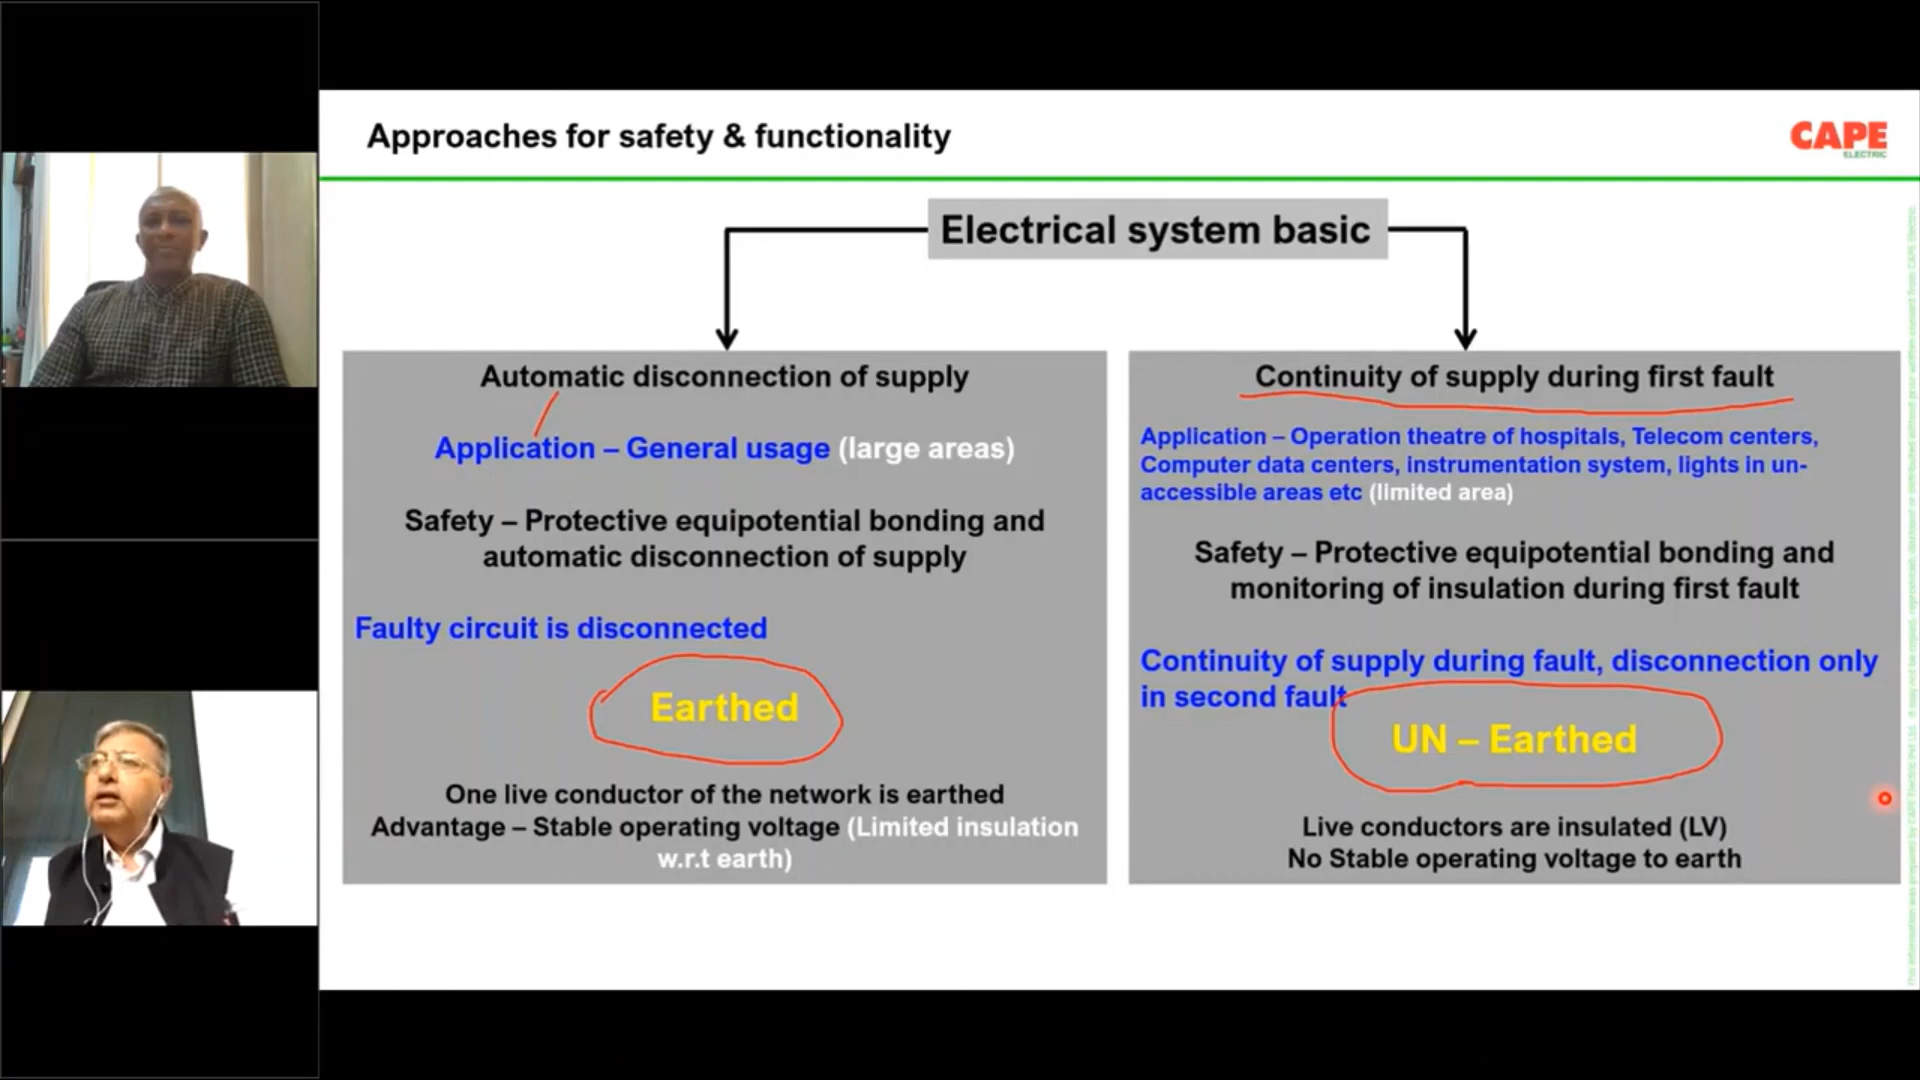 Approaches for safety & functionality
CAPE
ELECTRIC
Electrical system basic
Automatic disconnection of supply
Application – General usage (large areas)
Safety – Protective equipotential bonding and
automatic disconnection of supply
Faulty circuit is disconnected
Earthed
One live conductor of the network is earthed
Advantage – Stable operating voltage (Limited insulation
w.r.t earth)
Continuity of supply during first fault
Application – Operation theatre of hospitals, Telecom centers,
Computer data centers, instrumentation system, lights in un-
accessible areas etc (limited area)
Safety – Protective equipotential bonding and
monitoring of insulation during first fault
Continuity of supply during fault, disconnection only
in second fault
UN – Earthed
Live conductors are insulated (LV)
No Stable operating voltage to earth